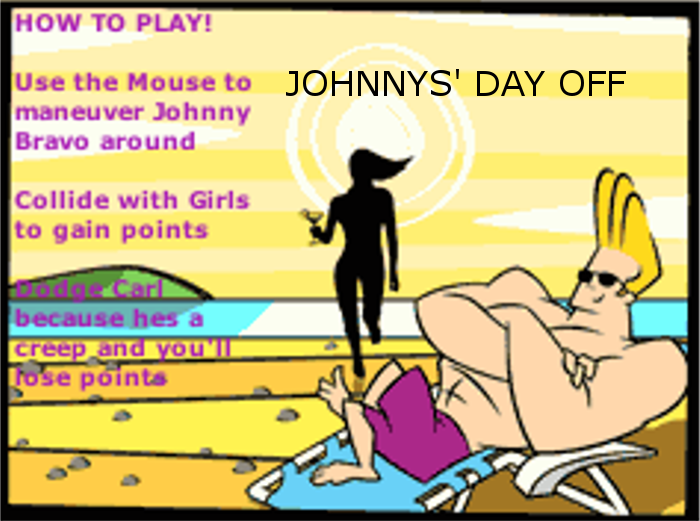 HOW TO PLAY!
JOHNNYS' DAY OFF
Use the Mouse to
maneuver Johnny
Bravo around
Collide with Girls
to gain points
Dodge Carl
because hes a
creep and you'll
lose points